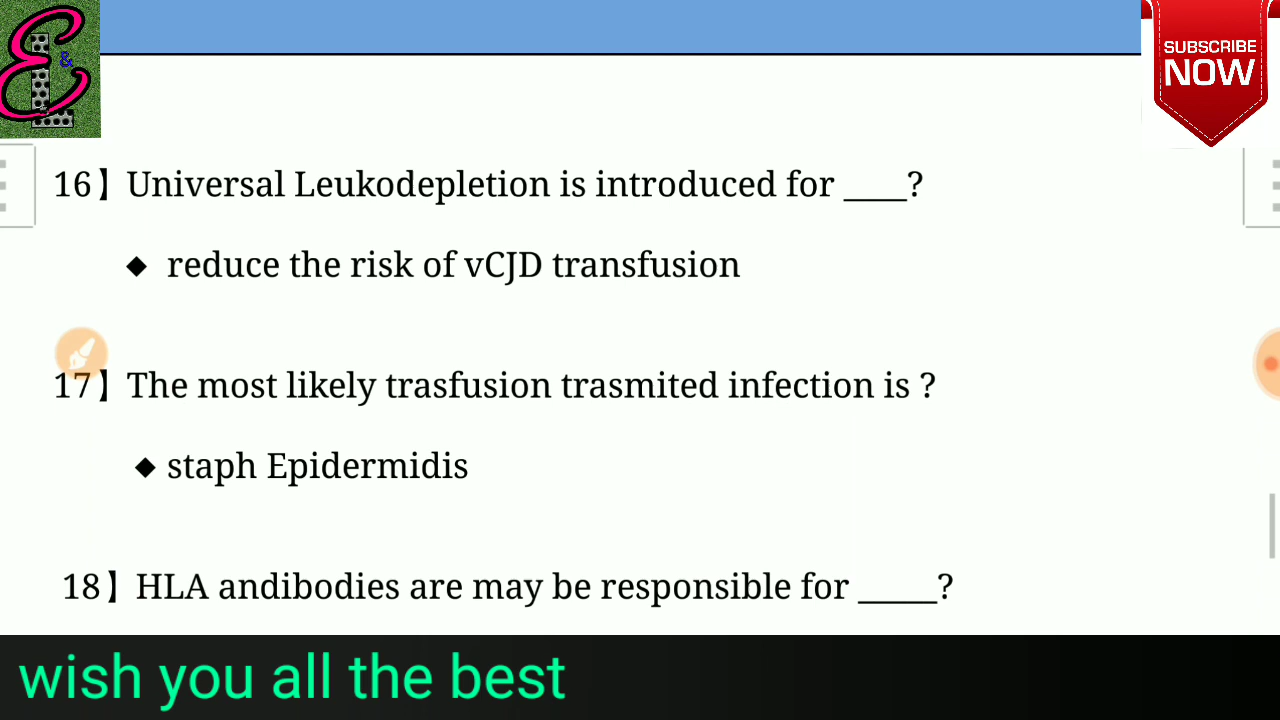 E & L
SUBSCRIBE
NOW
16】Universal Leukodepletion is introduced for ____?
◆ reduce the risk of vCJD transfusion
17】The most likely trasfusion trasmited infection is ?
◆ staph Epidermidis
18】HLA andibodies are may be responsible for _____?
wish you all the best